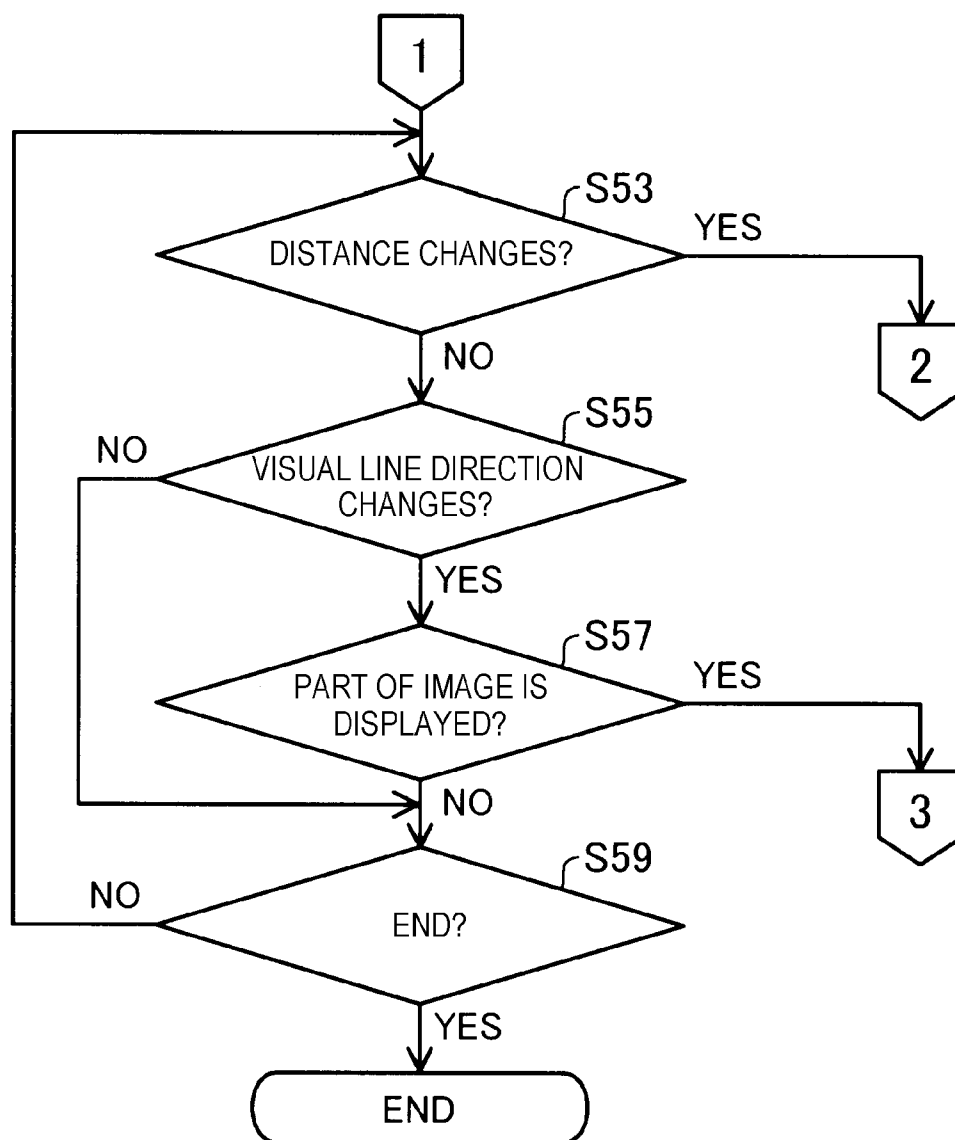 1
S53
DISTANCE CHANGES?
YES
2
NO
S55
NO
VISUAL LINE DIRECTION
CHANGES?
YES
S57
PART OF IMAGE IS
DISPLAYED?
YES
3
NO
S59
NO
END?
YES
END